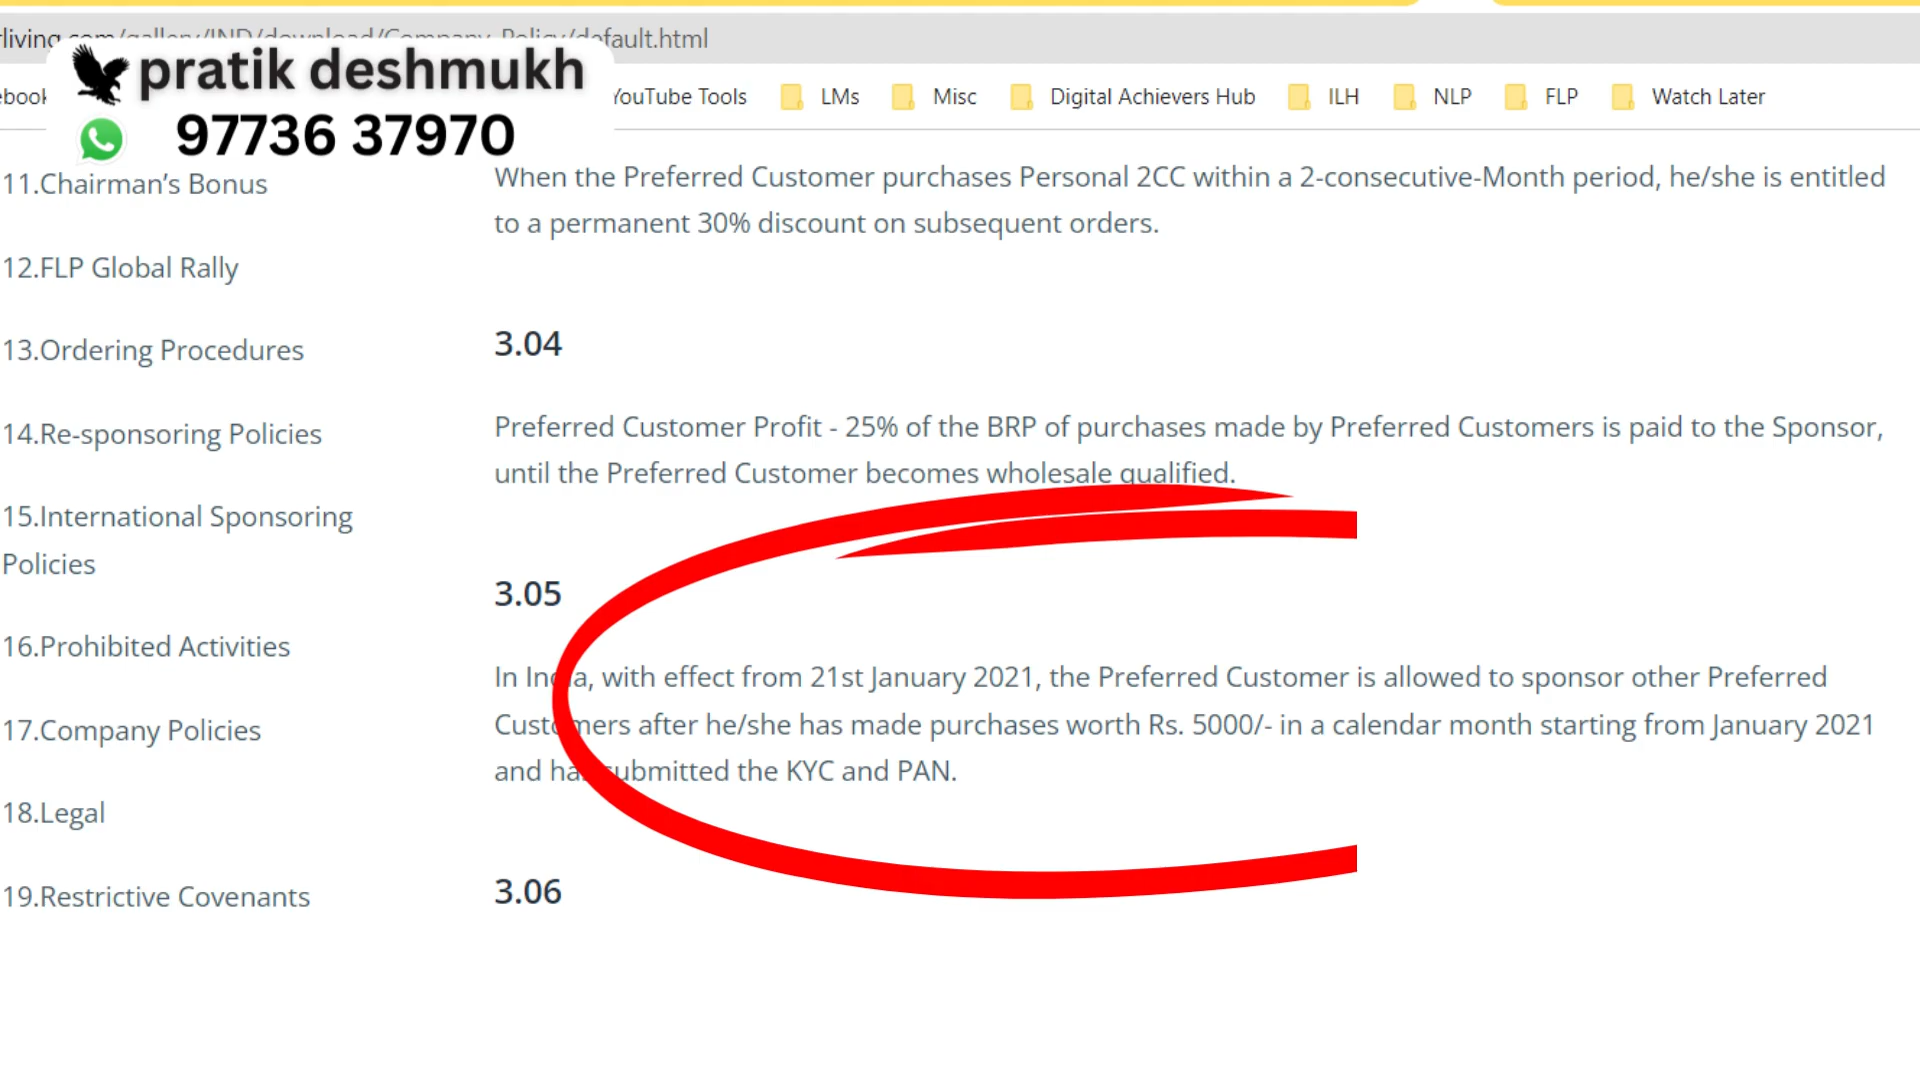 default.html
pratik deshmukh
97736 37970
YouTube Tools
LMs
Misc
Digital Achievers Hub
ILH
NLP
FLP
Watch Later
11.Chairman’s Bonus
12.FLP Global Rally
13.Ordering Procedures
14.Re-sponsoring Policies
15.International Sponsoring
Policies
16.Prohibited Activities
17.Company Policies
18.Legal
19.Restrictive Covenants
When the Preferred Customer purchases Personal 2CC within a 2-consecutive-Month period, he/she is entitled
to a permanent 30% discount on subsequent orders.
3.04
Preferred Customer Profit - 25% of the BRP of purchases made by Preferred Customers is paid to the Sponsor,
until the Preferred Customer becomes wholesale qualified.
3.05
In India, with effect from 21st January 2021, the Preferred Customer is allowed to sponsor other Preferred
Customers after he/she has made purchases worth Rs. 5000/- in a calendar month starting from January 2021
and has submitted the KYC and PAN.
3.06